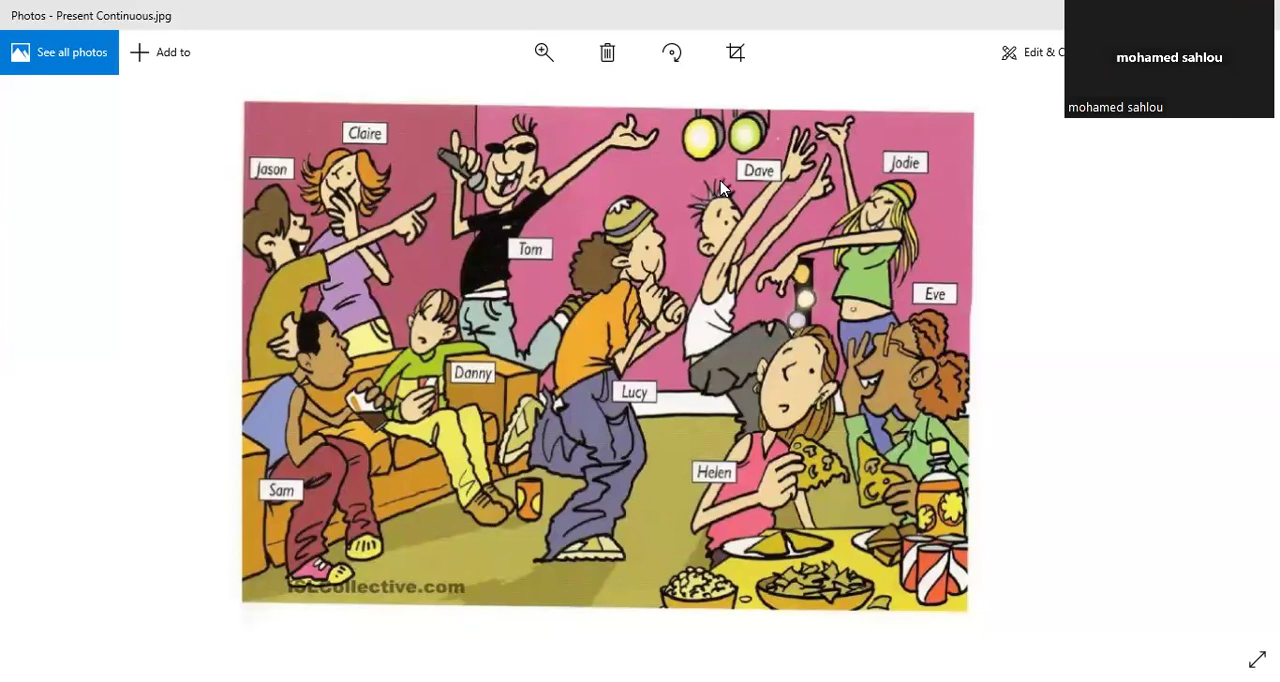 Photos - Present Continuous.jpg
See all photos
Add to
Edit & C
mohamed sahlou
mohamed sahlou
Claire
Jason
Dave
Jodie
Tom
Eve
Danny
Lucy
Helen
Sam
iSLCollective.com